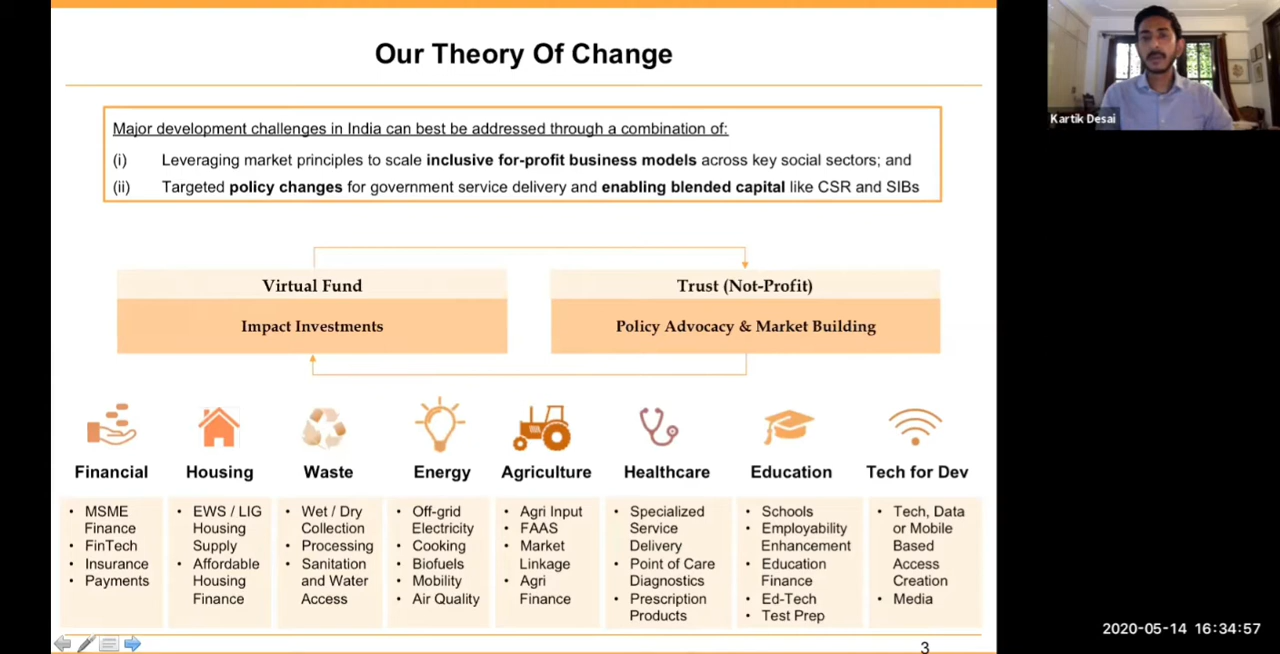 Our Theory Of Change
Kartik Desai
Major development challenges in India can best be addressed through a combination of:
(i) Leveraging market principles to scale inclusive for-profit business models across key social sectors; and
(ii) Targeted policy changes for government service delivery and enabling blended capital like CSR and SIBs
Virtual Fund
Impact Investments
Trust (Not-Profit)
Policy Advocacy & Market Building
Financial
• MSME
Finance
• FinTech
• Insurance
• Payments
Housing
• EWS / LIG
Housing
Supply
• Affordable
Housing
Finance
Waste
• Wet / Dry
Collection
• Processing
• Sanitation
and Water
Access
Energy
• Off-grid
Electricity
• Cooking
• Biofuels
• Mobility
• Air Quality
Agriculture
• Agri Input
• FAAS
• Market
Linkage
• Agri
Finance
Healthcare
• Specialized
Service
Delivery
• Point of Care
Diagnostics
• Prescription
Products
Education
• Schools
• Employability
Enhancement
• Education
Finance
• Ed-Tech
• Test Prep
Tech for Dev
• Tech, Data
or Mobile
Based
Access
Creation
• Media
3
2020-05-14 16:34:57